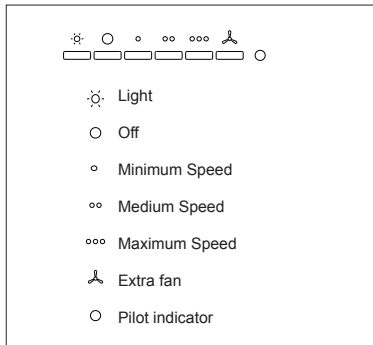 Light
Off
Minimum Speed
Medium Speed
Maximum Speed
Extra fan
Pilot indicator